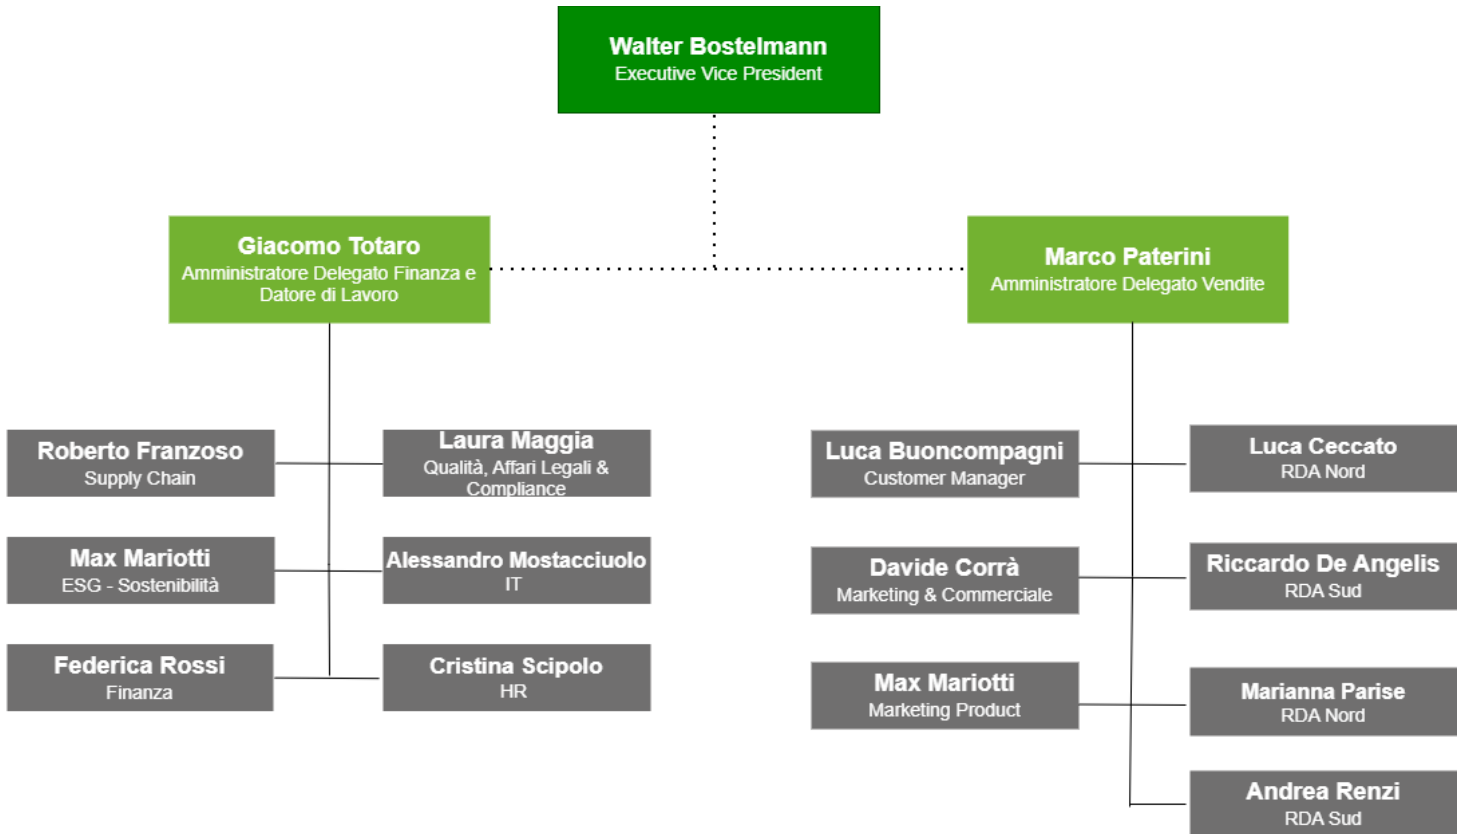 Walter Bostelmann
Executive Vice President
Giacomo Totaro
Amministratore Delegato Finanza e
Datore di Lavoro
Marco Paterini
Amministratore Delegato Vendite
Roberto Franzoso
Supply Chain
Laura Maggia
Qualità, Affari Legali &
Compliance
Max Mariotti
ESG - Sostenibilità
Alessandro Mostacciuolo
IT
Federica Rossi
Finanza
Cristina Scipolo
HR
Luca Buoncompagni
Customer Manager
Luca Ceccato
RDA Nord
Davide Corrà
Marketing & Commerciale
Riccardo De Angelis
RDA Sud
Max Mariotti
Marketing Product
Marianna Parise
RDA Nord
Andrea Renzi
RDA Sud